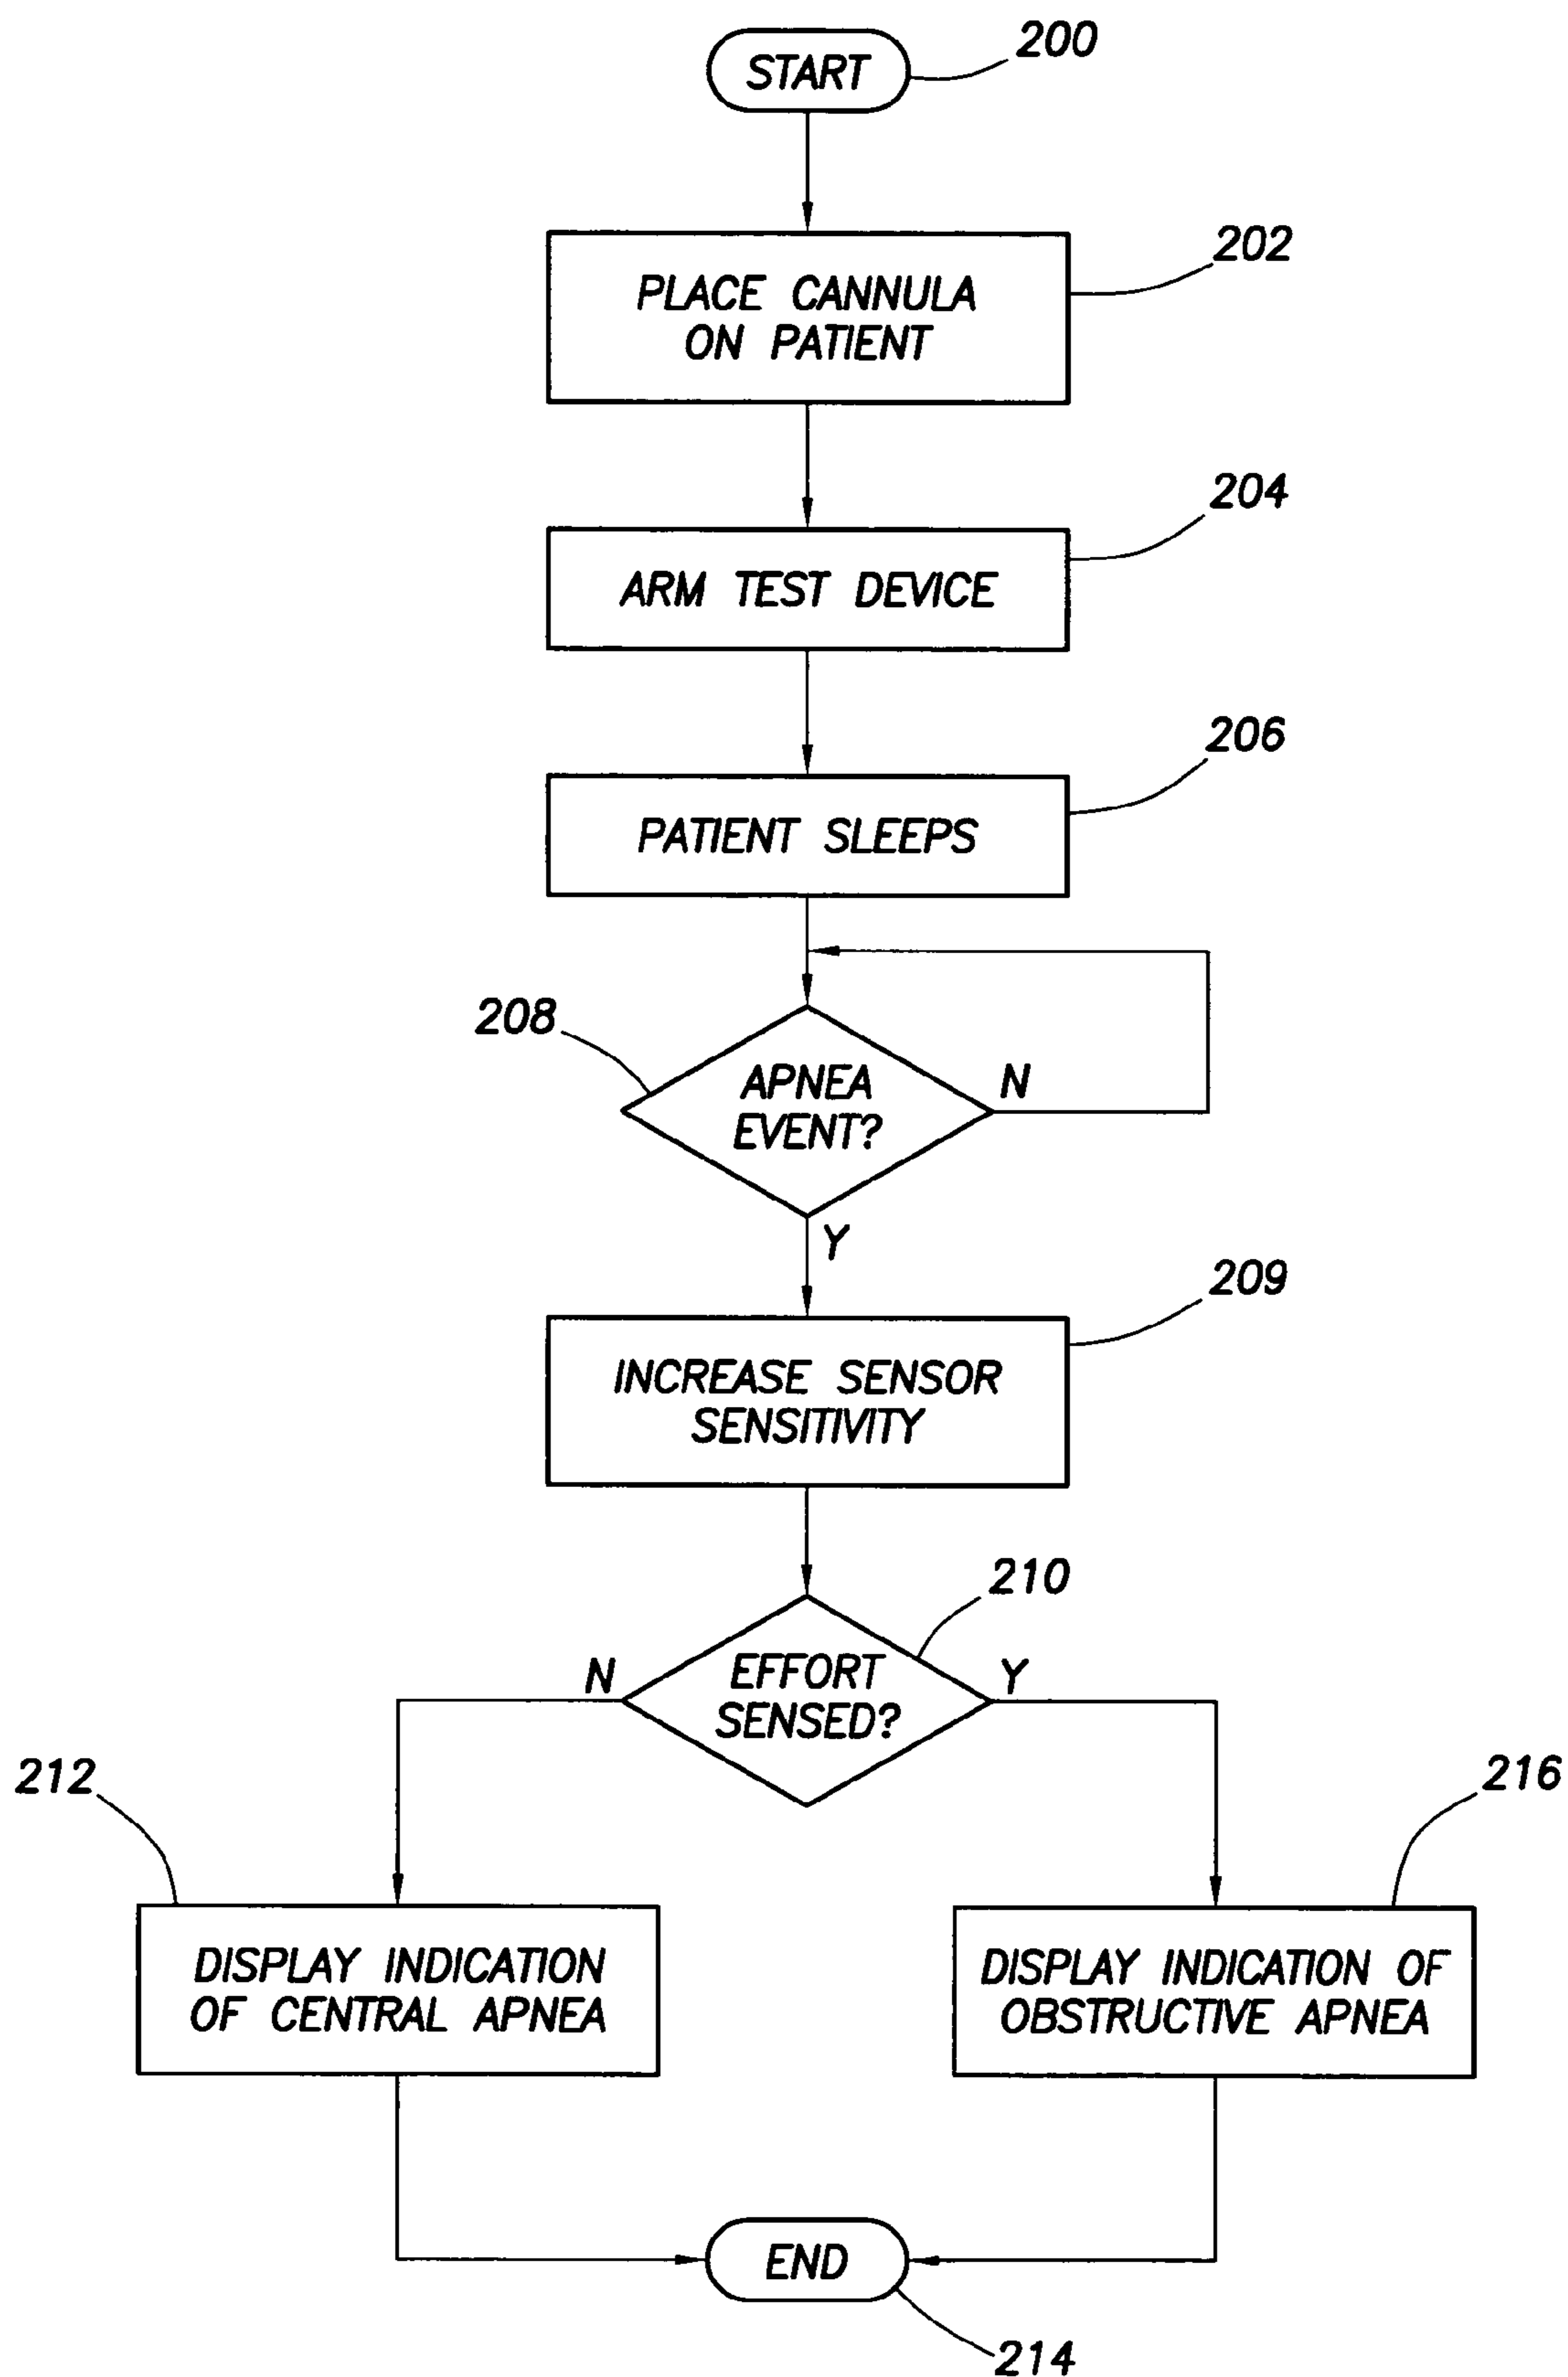 START
200
PLACE CANNULA
ON PATIENT
202
ARM TEST DEVICE
204
PATIENT SLEEPS
206
208
APNEA
EVENT?
N
Y
INCREASE SENSOR
SENSITIVITY
209
210
N
EFFORT
SENSED?
Y
212
216
DISPLAY INDICATION
OF CENTRAL APNEA
DISPLAY INDICATION OF
OBSTRUCTIVE APNEA
END
214